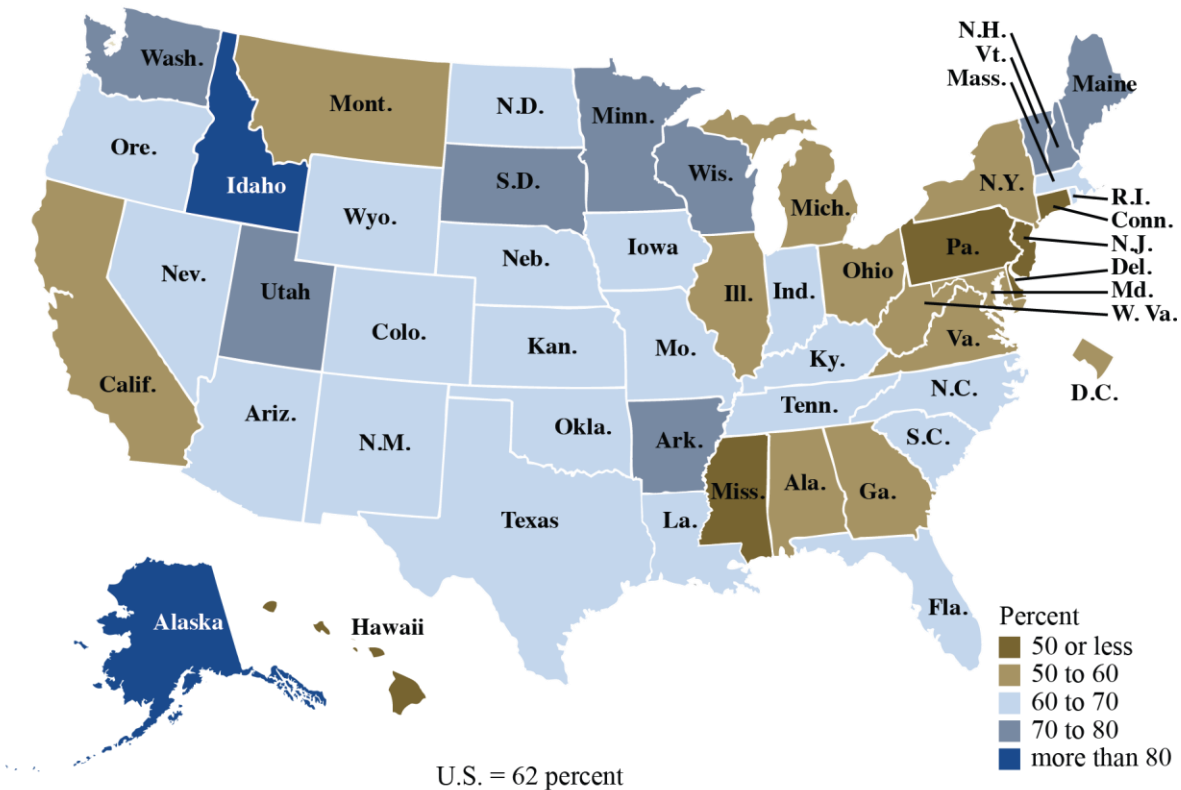 N.H.
Vt.
Mass.
Wash.
Maine
Mont.
N.D.
Minn.
Ore.
Idaho
S.D.
Wis.
N.Y.
Wyo.
Mich.
R.I.
Conn.
N.J.
Del.
Md.
W. Va.
Iowa
Pa.
Nev.
Neb.
Ohio
Utah
Ill.
Ind.
Colo.
Kan.
Mo.
Va.
Ky.
Calif.
D.C.
N.C.
Ariz.
Tenn.
Okla.
N.M.
Ark.
S.C.
Miss.
Ala.
Ga.
Texas
La.
Fla.
Alaska
Hawaii
Percent
50 or less
50 to 60
60 to 70
70 to 80
more than 80
U.S. = 62 percent